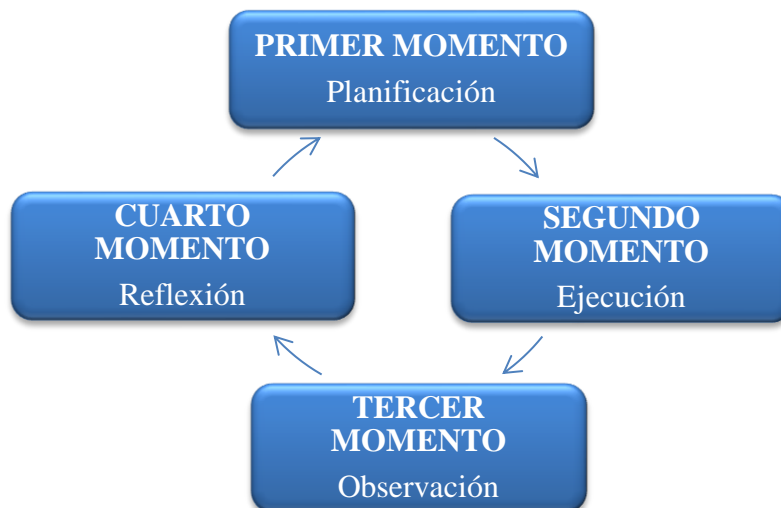 PRIMER MOMENTO
Planificación
SEGUNDO
MOMENTO
Ejecución
TERCER
MOMENTO
Observación
CUARTO
MOMENTO
Reflexión